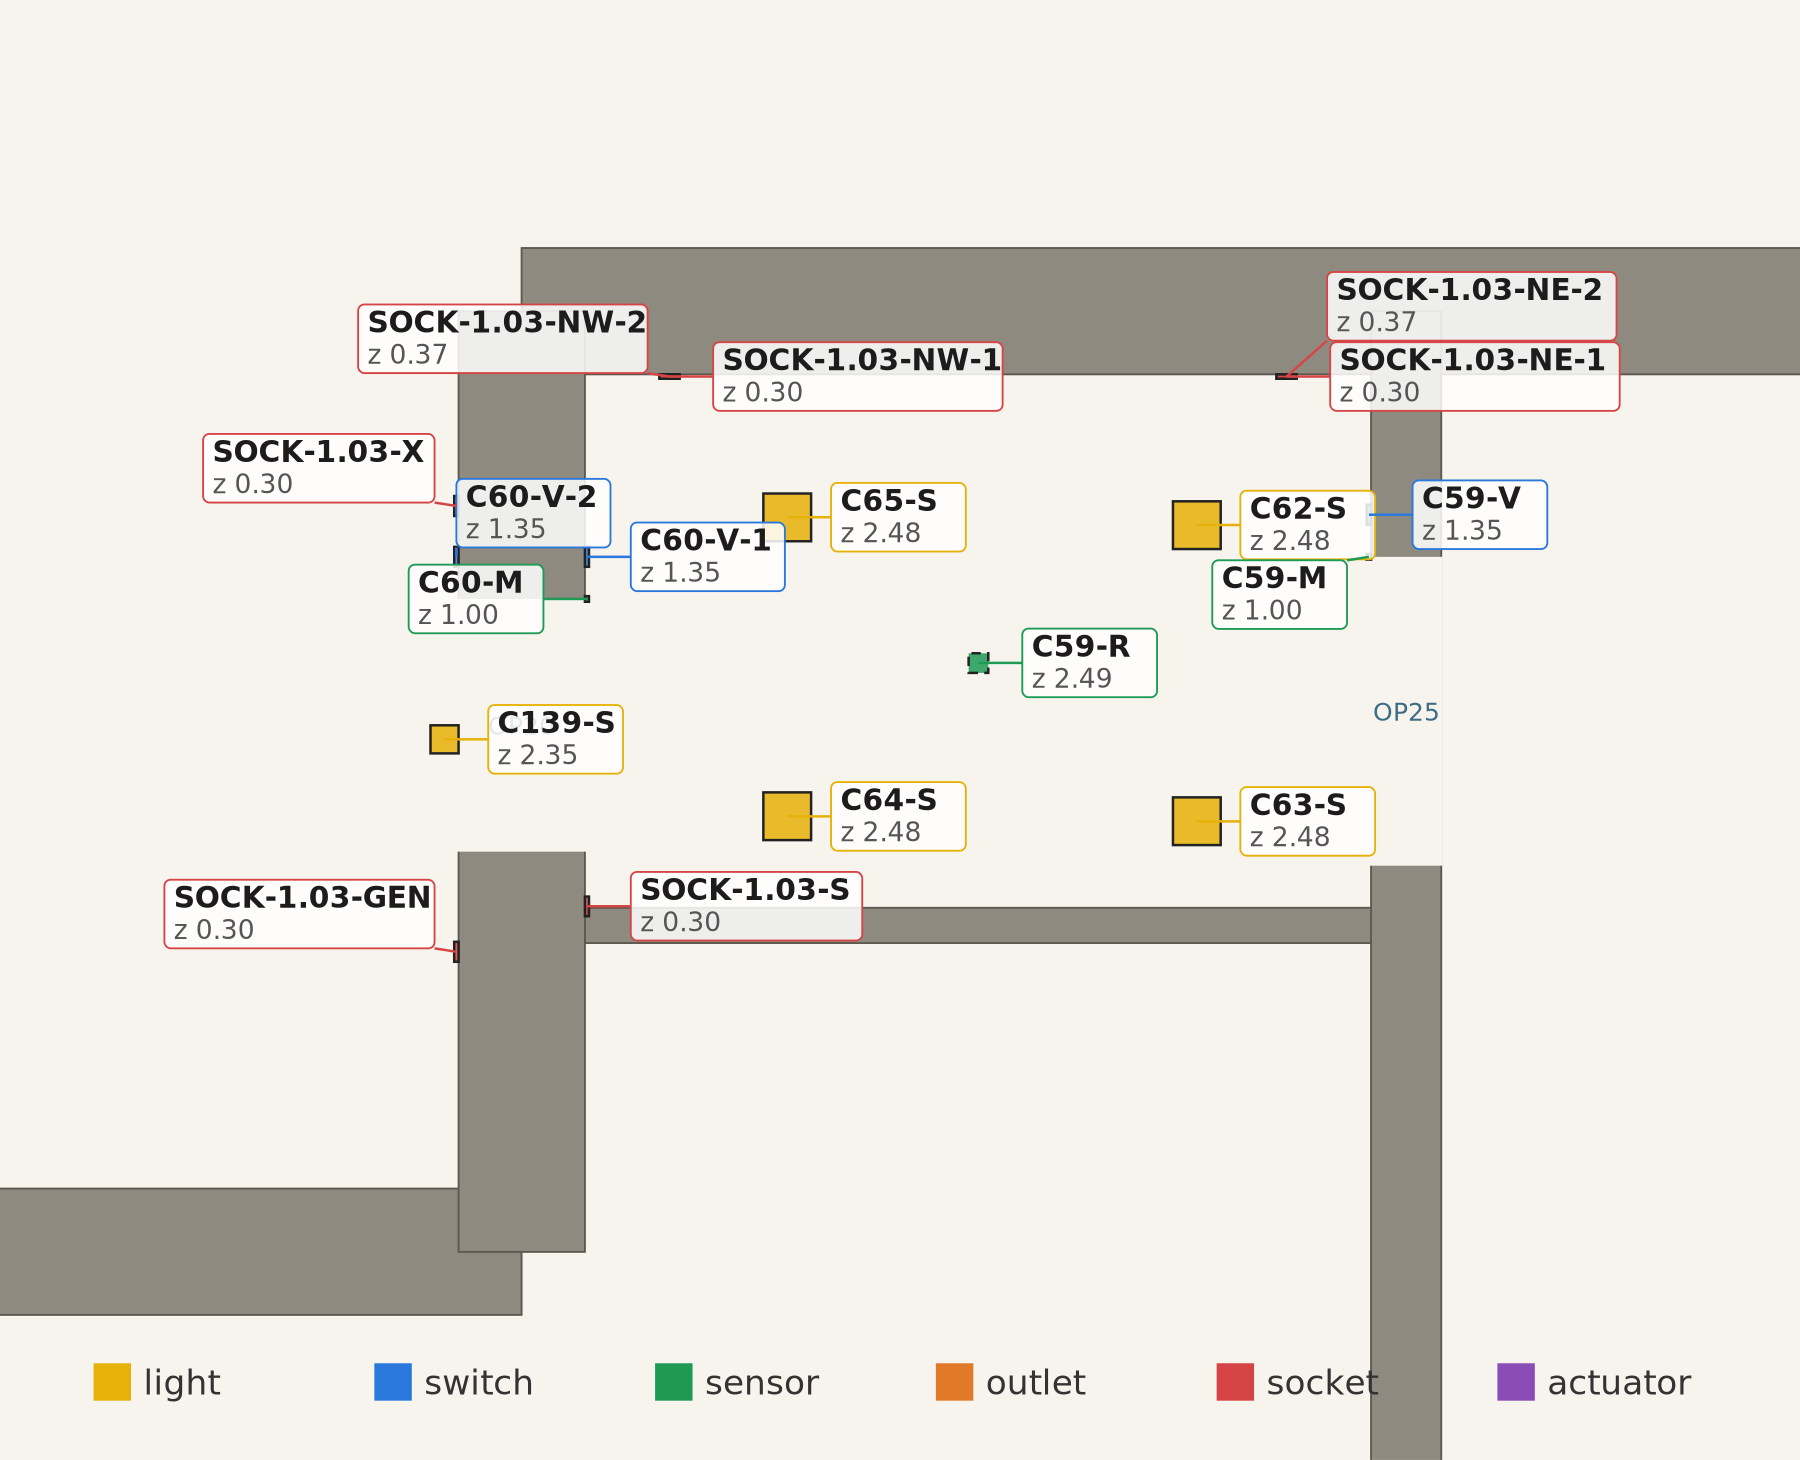 SOCK-1.03-NE-2
z 0.37
SOCK-1.03-NW-2
z 0.37
SOCK-1.03-NW-1
z 0.30
SOCK-1.03-NE-1
z 0.30
SOCK-1.03-X
z 0.30
C60-V-2
z 1.35
C65-S
z 2.48
C62-S
z 2.48
C59-V
z 1.35
C60-V-1
z 1.35
C60-M
z 1.00
C59-M
z 1.00
C59-R
z 2.49
OP25
C139-S
z 2.35
C64-S
z 2.48
C63-S
z 2.48
SOCK-1.03-GEN
z 0.30
SOCK-1.03-S
z 0.30
light
switch
sensor
outlet
socket
actuator